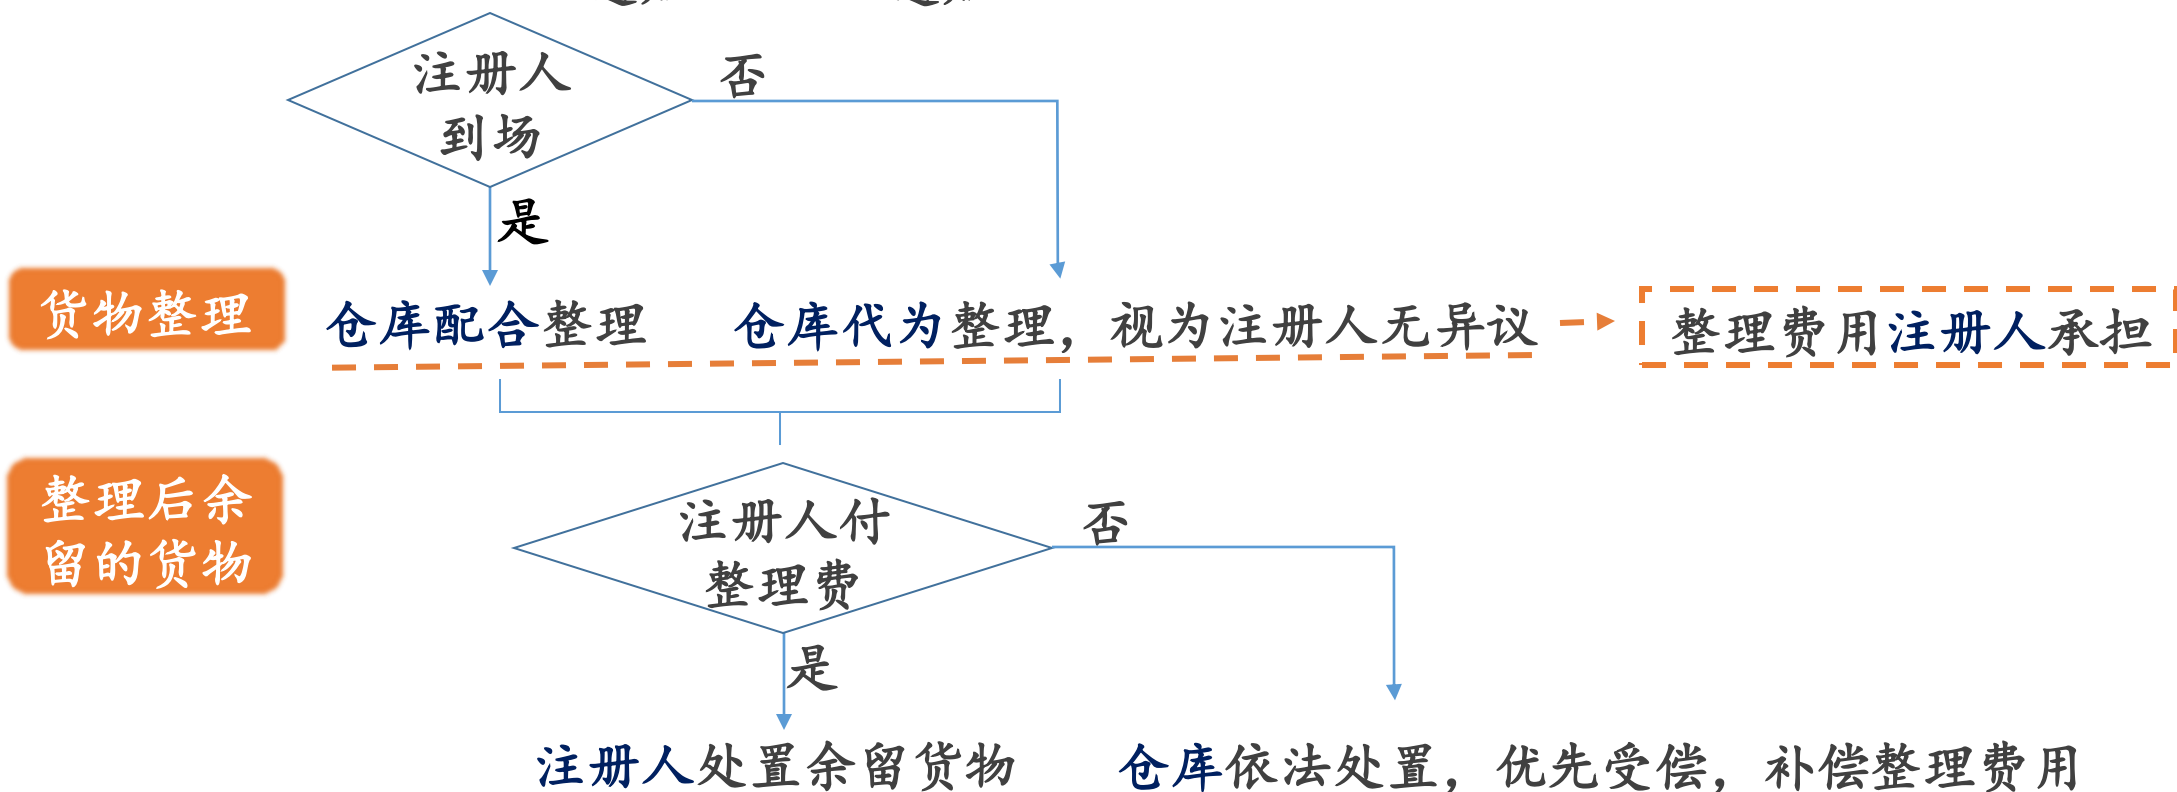 注册人
到场
否
是
货物整理
仓库配合整理
仓库代为整理，视为注册人无异议
整理费用注册人承担
整理后余
留的货物
注册人付
整理费
否
是
注册人处置余留货物
仓库依法处置，优先受偿，补偿整理费用